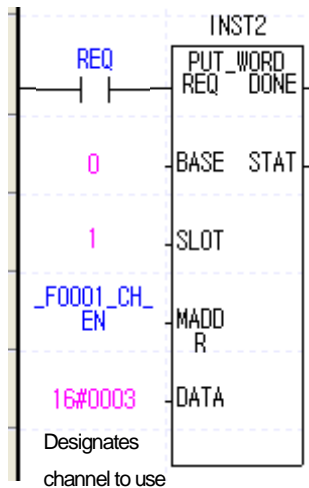 INST2
REQ
PUT_WORD
REQ DONE
0 BASE STAT
1 SLOT
_F0001_CH_
EN
MADD
R
16#0003 DATA
Designates
channel to use